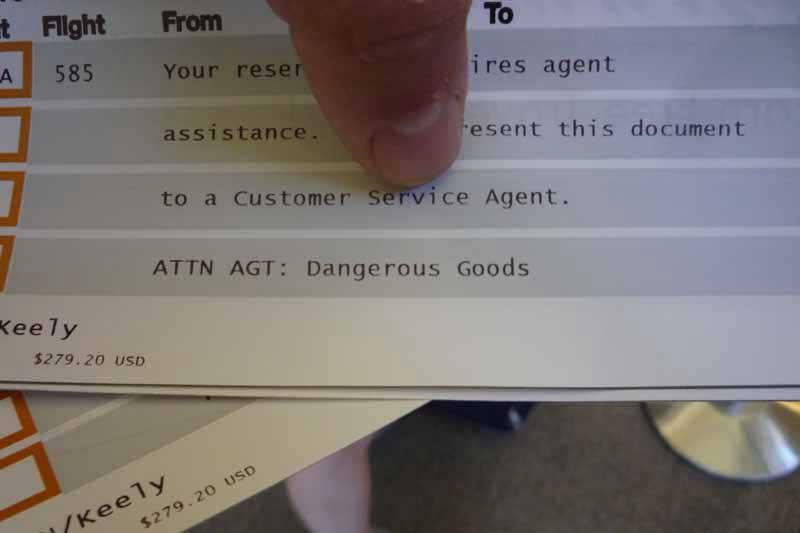 Flight From To
A 585 Your reser ires agent
assistance. resent this document
to a Customer Service Agent.
ATTN AGT: Dangerous Goods
Keely
$279.20 USD
/Keely
$279.20 USD